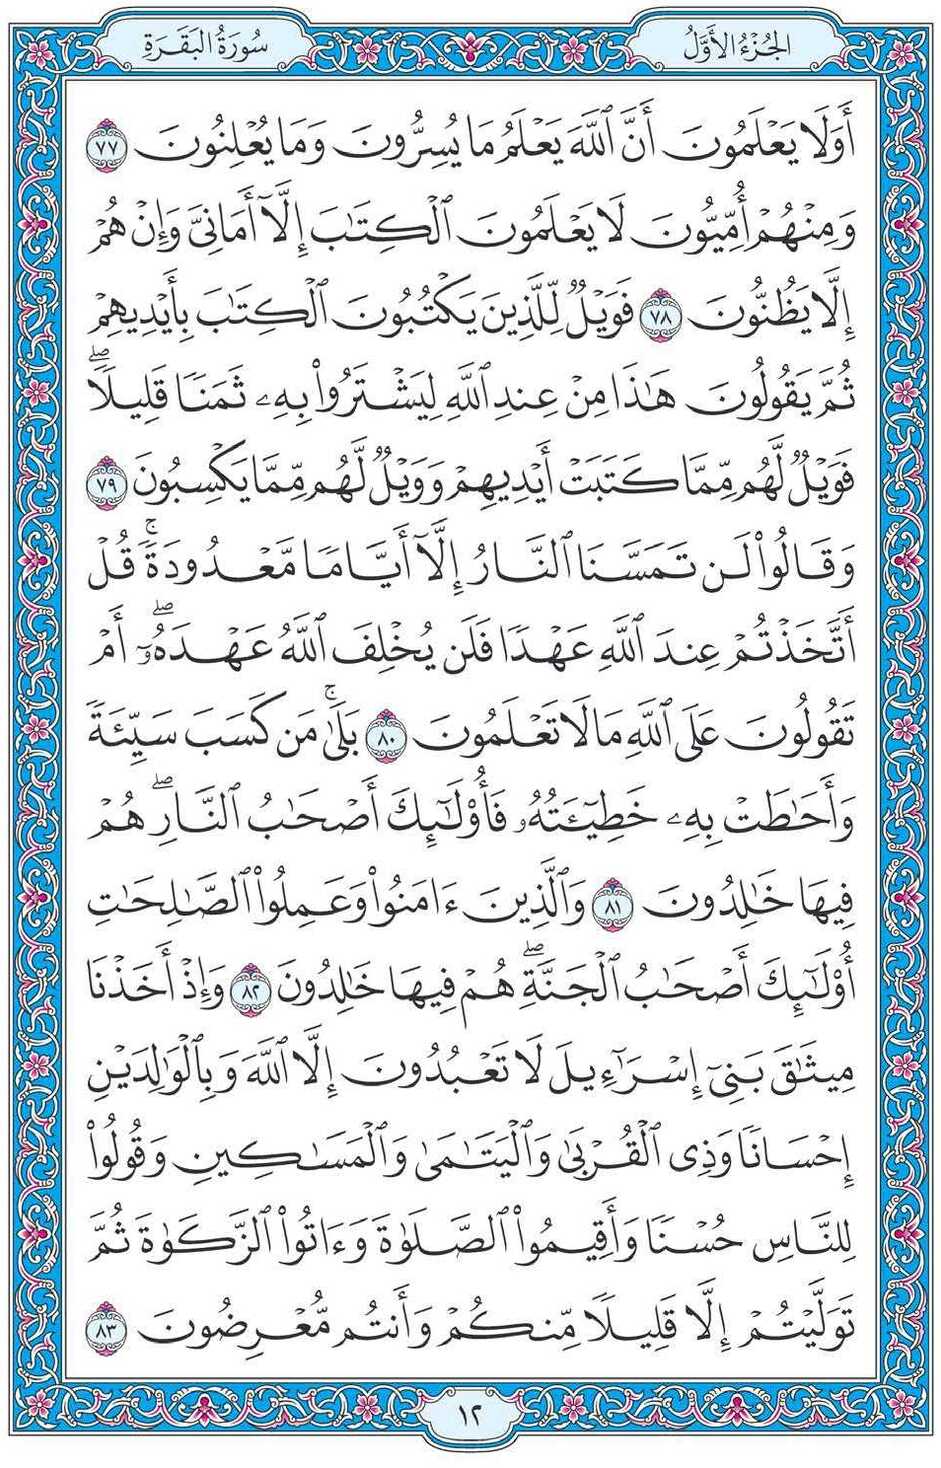 الجُزْءُ الأَوَّلُ
سُورَةُ البَقَرَةِ
أَوَلَا يَعْلَمُونَ أَنَّ ٱللَّهَ يَعْلَمُ مَا يُسِرُّونَ وَمَا يُعْلِنُونَ ٧٧
وَمِنْهُمْ أُمِّيُّونَ لَا يَعْلَمُونَ ٱلْكِتَٰبَ إِلَّآ أَمَانِيَّ وَإِنْ هُمْ
إِلَّا يَظُنُّونَ ٧٨ فَوَيْلٌ لِّلَّذِينَ يَكْتُبُونَ ٱلْكِتَٰبَ بِأَيْدِيهِمْ
ثُمَّ يَقُولُونَ هَٰذَا مِنْ عِندِ ٱللَّهِ لِيَشْتَرُوا۟ بِهِۦ ثَمَنًا قَلِيلًا ۖ
فَوَيْلٌ لَّهُم مِّمَّا كَتَبَتْ أَيْدِيهِمْ وَوَيْلٌ لَّهُم مِّمَّا يَكْسِبُونَ ٧٩
وَقَالُوا۟ لَن تَمَسَّنَا ٱلنَّارُ إِلَّآ أَيَّامًا مَّعْدُودَةً ۚ قُلْ
أَتَّخَذْتُمْ عِندَ ٱللَّهِ عَهْدًا فَلَن يُخْلِفَ ٱللَّهُ عَهْدَهُۥٓ ۖ أَمْ
تَقُولُونَ عَلَى ٱللَّهِ مَا لَا تَعْلَمُونَ ٨٠ بَلَىٰ ۚ مَن كَسَبَ سَيِّئَةً
وَأَحَٰطَتْ بِهِۦ خَطِيٓـَٔتُهُۥ فَأُو۟لَٰٓئِكَ أَصْحَٰبُ ٱلنَّارِ ۖ هُمْ
فِيهَا خَٰلِدُونَ ٨١ وَٱلَّذِينَ ءَامَنُوا۟ وَعَمِلُوا۟ ٱلصَّٰلِحَٰتِ
أُو۟لَٰٓئِكَ أَصْحَٰبُ ٱلْجَنَّةِ ۖ هُمْ فِيهَا خَٰلِدُونَ ٨٢ وَإِذْ أَخَذْنَا
مِيثَٰقَ بَنِىٓ إِسْرَٰٓءِيلَ لَا تَعْبُدُونَ إِلَّا ٱللَّهَ وَبِٱلْوَٰلِدَيْنِ
إِحْسَانًا وَذِى ٱلْقُرْبَىٰ وَٱلْيَتَٰمَىٰ وَٱلْمَسَٰكِينِ وَقُولُوا۟
لِلنَّاسِ حُسْنًا وَأَقِيمُوا۟ ٱلصَّلَوٰةَ وَءَاتُوا۟ ٱلزَّكَوٰةَ ثُمَّ
تَوَلَّيْتُمْ إِلَّا قَلِيلًا مِّنكُمْ وَأَنتُم مُّعْرِضُونَ ٨٣
١٢